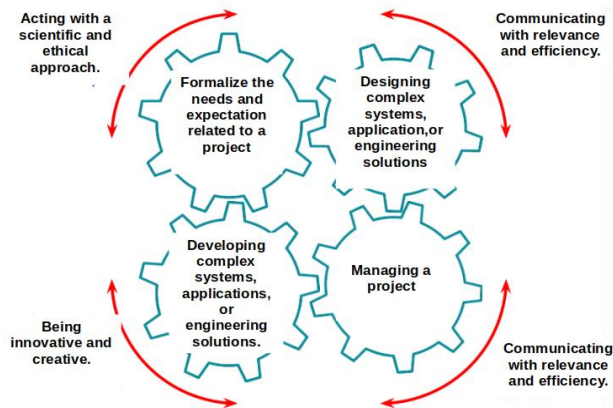 Acting with a
scientific and
ethical
approach.
Communicating
with relevance
and efficiency.
Formalize the
needs and
expectation
related to a
project
Designing
complex
systems,
application,or
engineering
solutions
Developing
complex
systems,
applications,
or
engineering
solutions.
Managing a
project
Being
innovative and
creative.
Communicating
with relevance
and efficiency.